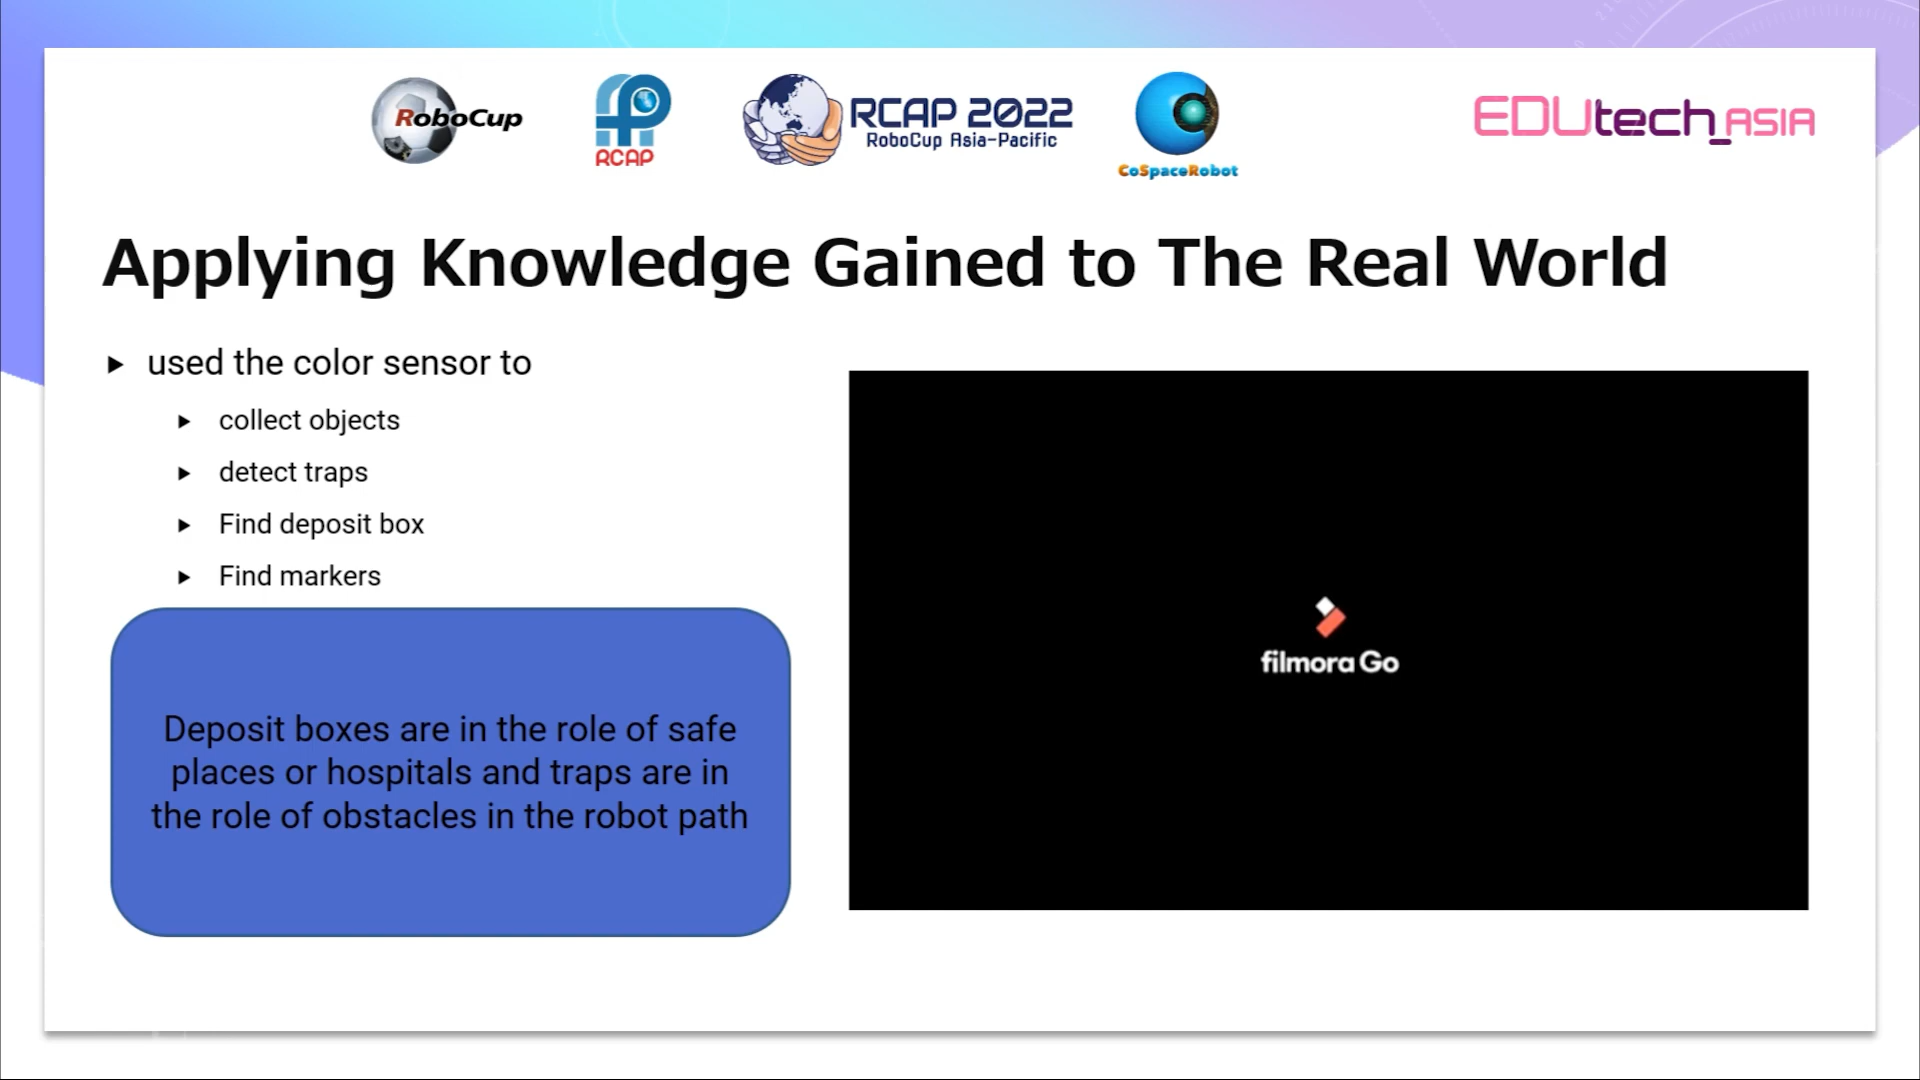 RoboCup
RCAP
RCAP 2022
RoboCup Asia-Pacific
CoSpaceRobot
EDUtech_ASIA
Applying Knowledge Gained to The Real World
used the color sensor to
collect objects
detect traps
Find deposit box
Find markers
Deposit boxes are in the role of safe
places or hospitals and traps are in
the role of obstacles in the robot path
filmora Go